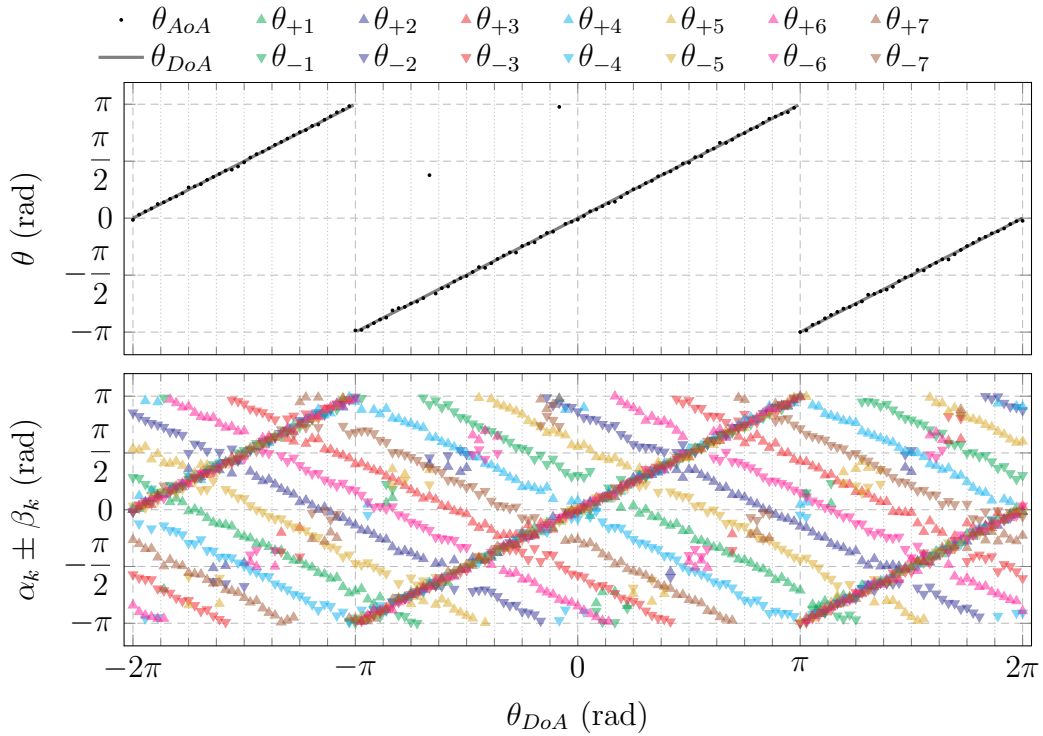 θ_AoA θ_+1 θ_+2 θ_+3 θ_+4 θ_+5 θ_+6 θ_+7
θ_DoA θ_−1 θ_−2 θ_−3 θ_−4 θ_−5 θ_−6 θ_−7
π
π/2
0
−π/2
−π
θ (rad)
π
π/2
0
−π/2
−π
α_k ± β_k (rad)
−2π −π 0 π 2π
θ_DoA (rad)